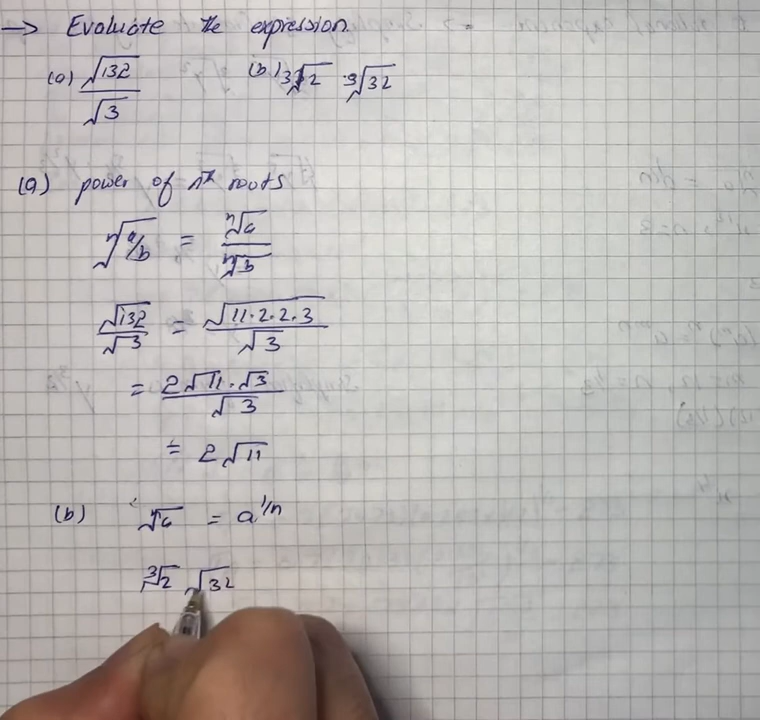 → Evaluate the expression.
(a) √132 / √3 (b) ∛2 ∛32
(a) power of nth roots
ⁿ√a/b = ⁿ√a / ⁿ√b
√132 / √3 = √11·2·2·3 / √3
= 2√11·√3 / √3
= 2√11
(b) ⁿ√a = a^1/n
∛2 √32